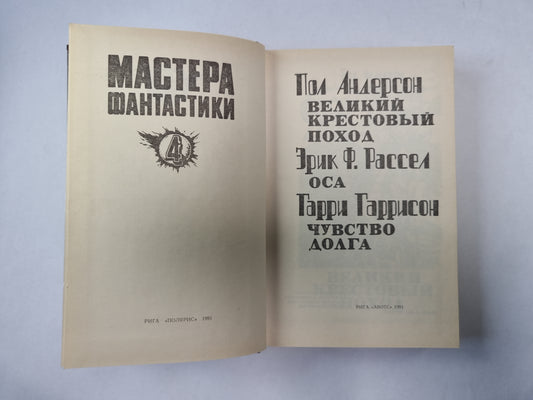 МАСТЕРА
ФАНТАСТИКИ
4
РИГА «ПОЛЯРИС» 1991
Пол Андерсон
ВЕЛИКИЙ
КРЕСТОВЫЙ
ПОХОД
Эрик Ф. Рассел
ОСА
Гарри Гаррисон
ЧУВСТВО
ДОЛГА
РИГА «АВОТС» 1991